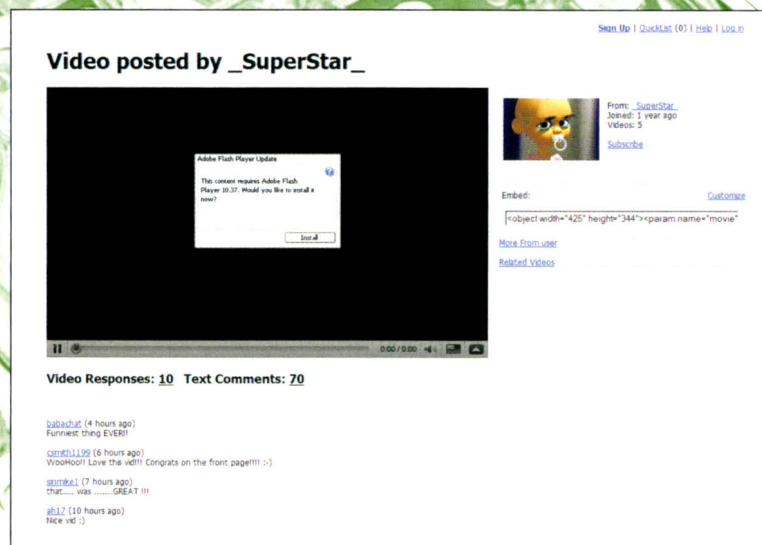 Sign Up | QuickList (0) | Help | Log in
Video posted by _SuperStar_
Adobe Flash Player Update
This content requires Adobe Flash
Player 10.37. Would you like to install it
now?
Install
0:00 / 0:00
From: _SuperStar_
Joined: 1 year ago
Videos: 5
Subscribe
Embed:
Customize
<object width="425" height="344"><param name="movie"
More From user
Related Videos
Video Responses: 10 Text Comments: 70
babachat (4 hours ago)
Funniest thing EVER!!
csmith1199 (6 hours ago)
WooHoo!! Love this vid!!! Congrats on the front page!!!! :-)
(7 hours ago)
that..... was .......GREAT !!!
ah17 (10 hours ago)
Nice vid :)